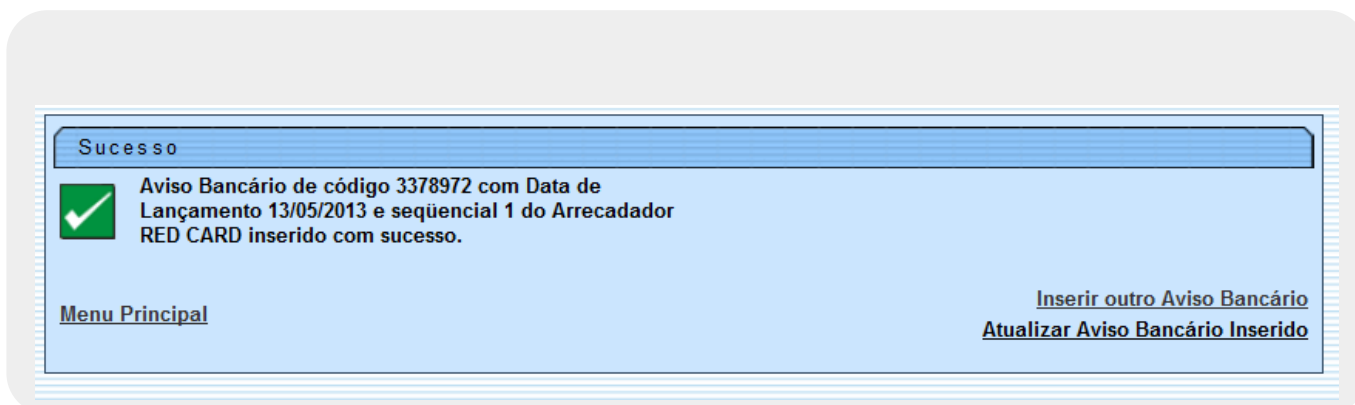 Sucesso
Aviso Bancário de código 3378972 com Data de
Lançamento 13/05/2013 e seqüencial 1 do Arrecadador
RED CARD inserido com sucesso.
Menu Principal
Inserir outro Aviso Bancário
Atualizar Aviso Bancário Inserido